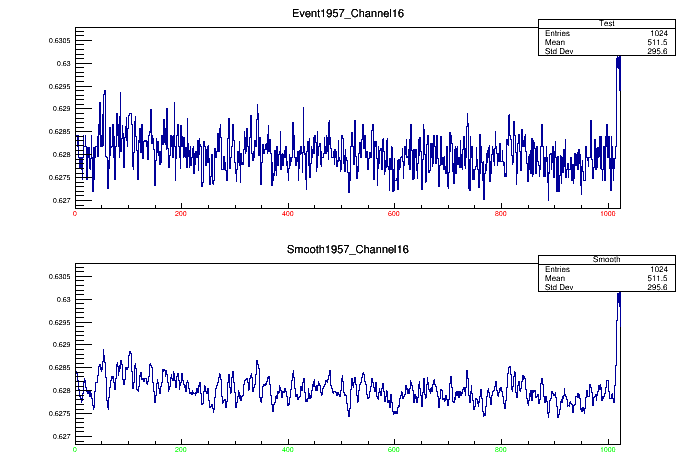 Event1957_Channel16
Test
Entries 1024
Mean 511.5
Std Dev 295.6
0.6305
0.63
0.6295
0.629
0.6285
0.628
0.6275
0.627
0 200 400 600 800 1000
Smooth1957_Channel16
Smooth
Entries 1024
Mean 511.5
Std Dev 295.6
0.6305
0.63
0.6295
0.629
0.6285
0.628
0.6275
0.627
0 200 400 600 800 1000